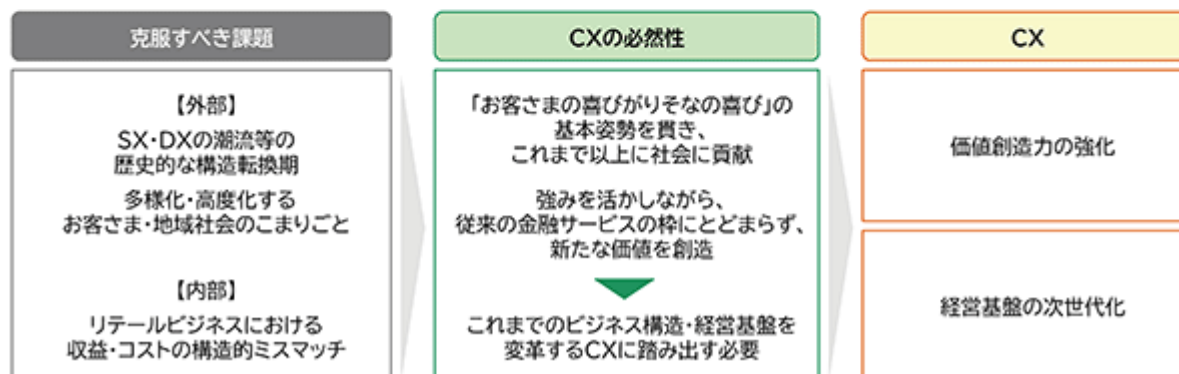 克服すべき課題
【外部】
SX・DXの潮流等の
歴史的な構造転換期
多様化・高度化する
お客さま・地域社会のこまりごと
【内部】
リテールビジネスにおける
収益・コストの構造的ミスマッチ
CXの必然性
「お客さまの喜びがりそなの喜び」の
基本姿勢を貫き、
これまで以上に社会に貢献
強みを活かしながら、
従来の金融サービスの枠にとどまらず、
新たな価値を創造
これまでのビジネス構造・経営基盤を
変革するCXに踏み出す必要
CX
価値創造力の強化
経営基盤の次世代化